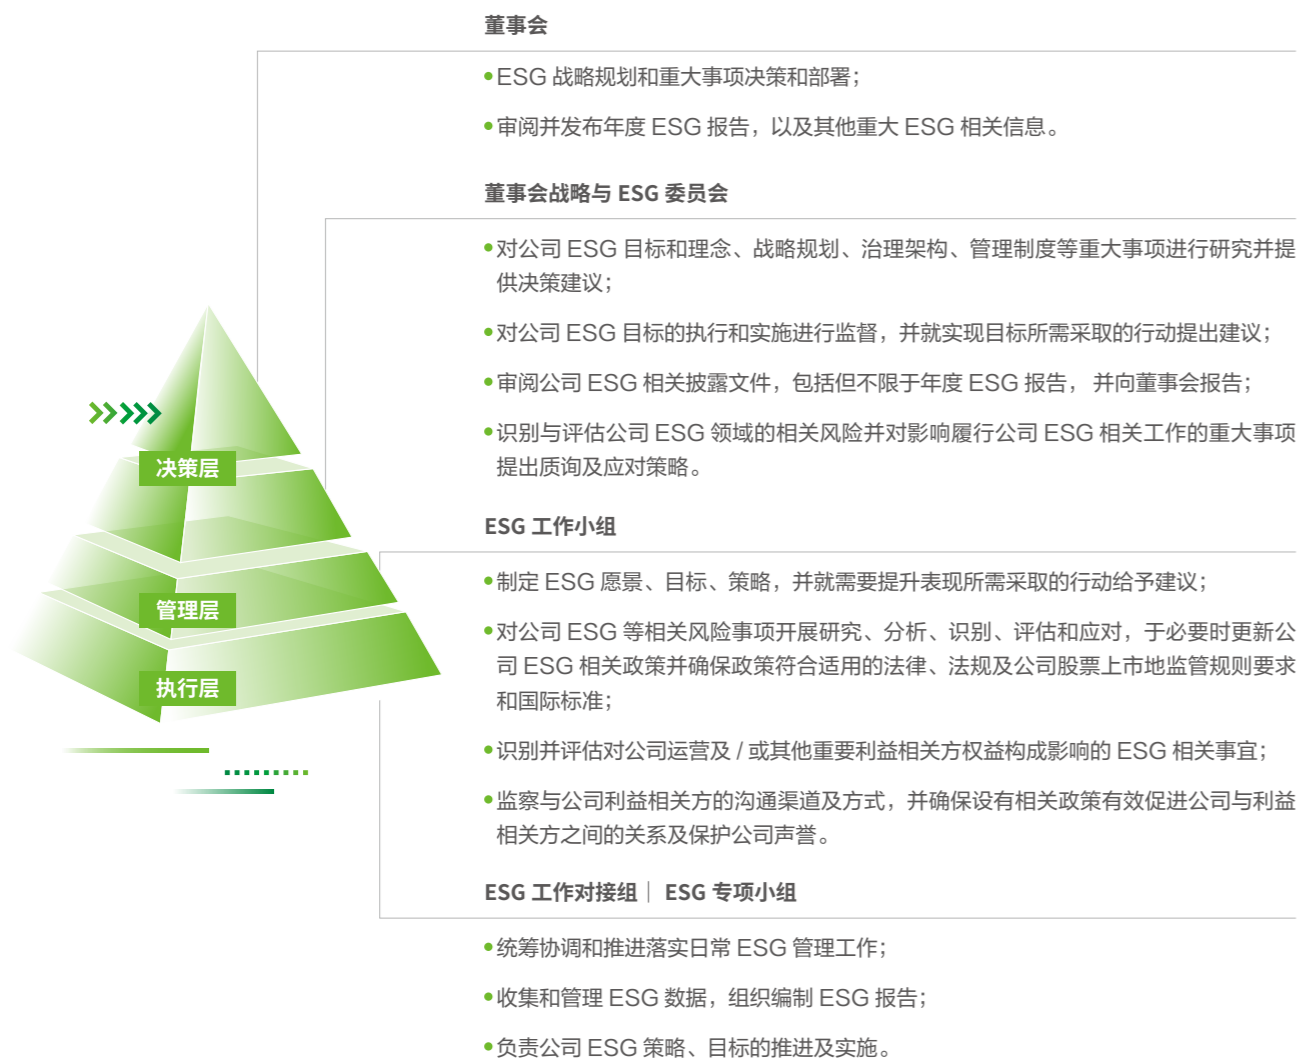 董事会
ESG 战略规划和重大事项决策和部署；
审阅并发布年度 ESG 报告，以及其他重大 ESG 相关信息。
董事会战略与 ESG 委员会
对公司 ESG 目标和理念、战略规划、治理架构、管理制度等重大事项进行研究并提
供决策建议；
对公司 ESG 目标的执行和实施进行监督，并就实现目标所需采取的行动提出建议；
审阅公司 ESG 相关披露文件，包括但不限于年度 ESG 报告， 并向董事会报告；
识别与评估公司 ESG 领域的相关风险并对影响履行公司 ESG 相关工作的重大事项
提出质询及应对策略。
ESG 工作小组
制定 ESG 愿景、目标、策略，并就需要提升表现所需采取的行动给予建议；
对公司 ESG 等相关风险事项开展研究、分析、识别、评估和应对，于必要时更新公
司 ESG 相关政策并确保政策符合适用的法律、法规及公司股票上市地监管规则要求
和国际标准；
识别并评估对公司运营及 / 或其他重要利益相关方权益构成影响的 ESG 相关事宜；
监察与公司利益相关方的沟通渠道及方式，并确保设有相关政策有效促进公司与利益
相关方之间的关系及保护公司声誉。
ESG 工作对接组｜ ESG 专项小组
统筹协调和推进落实日常 ESG 管理工作；
收集和管理 ESG 数据，组织编制 ESG 报告；
负责公司 ESG 策略、目标的推进及实施。
决策层
管理层
执行层